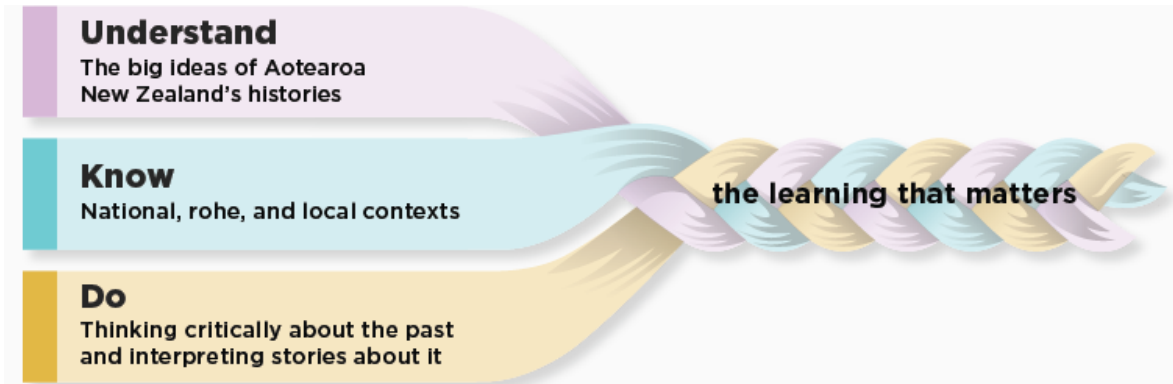 Understand
The big ideas of Aotearoa
New Zealand’s histories
Know
National, rohe, and local contexts
Do
Thinking critically about the past
and interpreting stories about it
the learning that matters